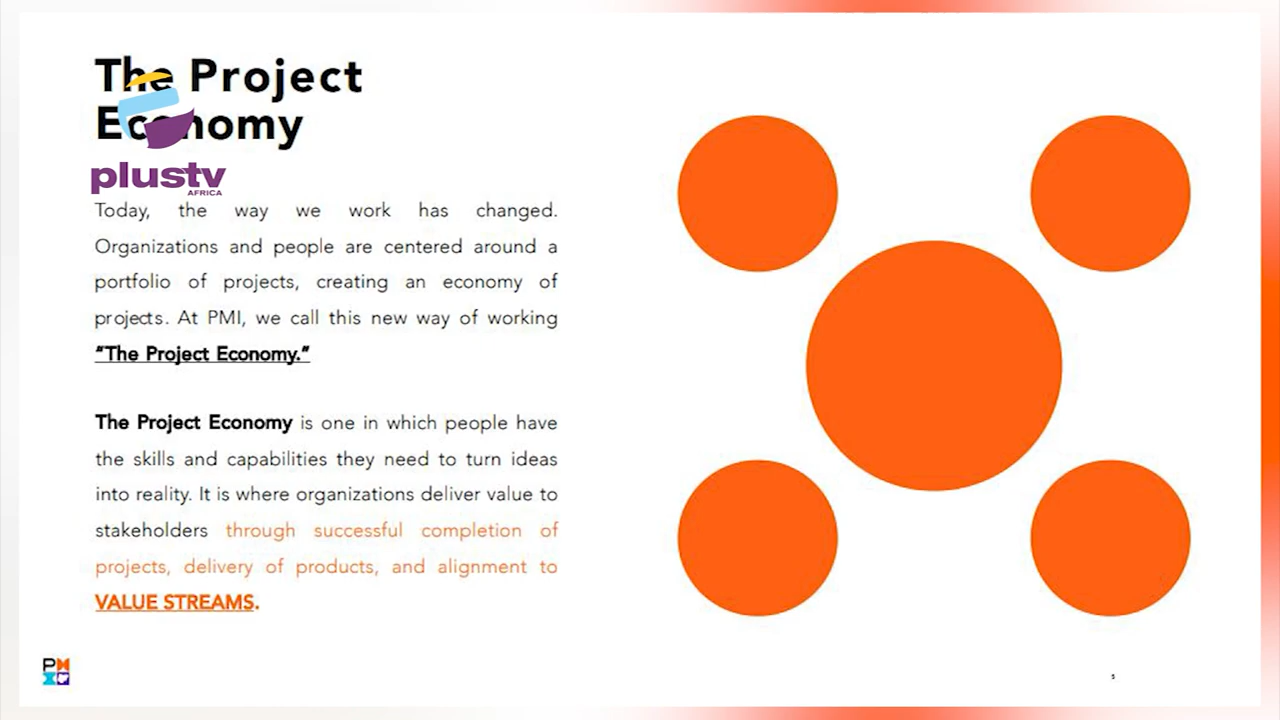 The Project
Economy
plustv
AFRICA
Today, the way we work has changed.
Organizations and people are centered around a
portfolio of projects, creating an economy of
projects. At PMI, we call this new way of working
“The Project Economy.”
The Project Economy is one in which people have
the skills and capabilities they need to turn ideas
into reality. It is where organizations deliver value to
stakeholders through successful completion of
projects, delivery of products, and alignment to
VALUE STREAMS.
5